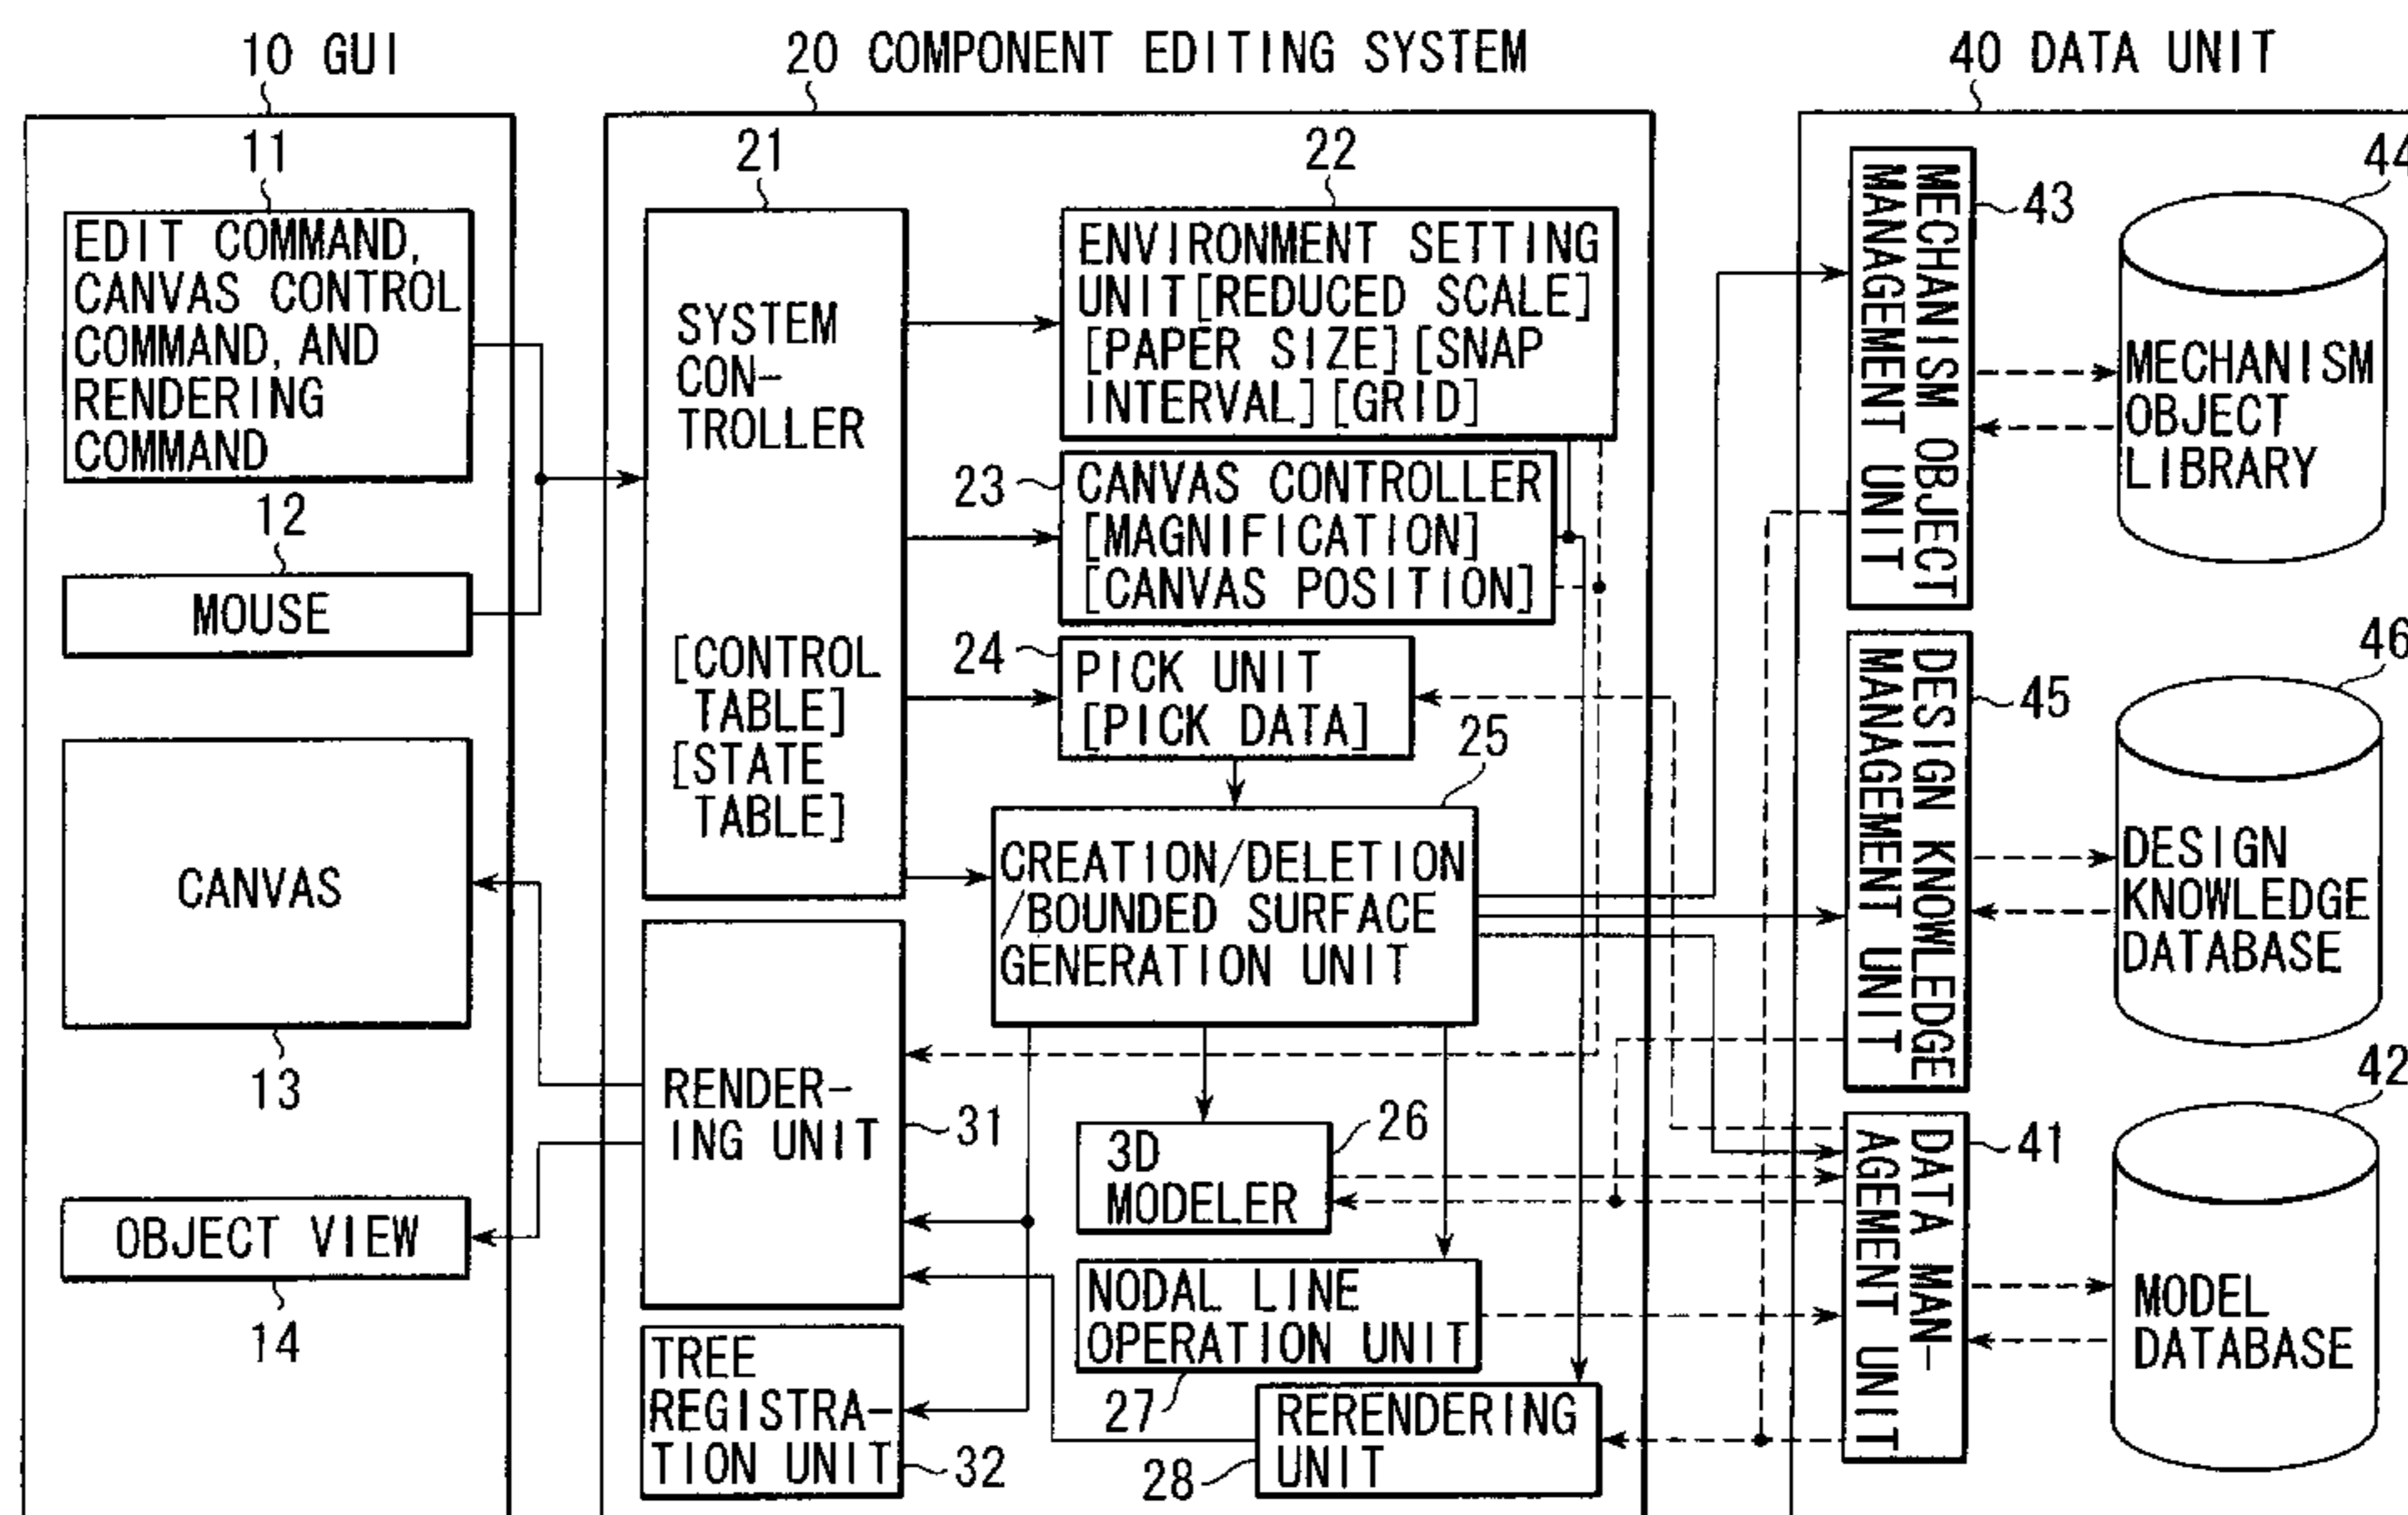 10 GUI
11
EDIT COMMAND,
CANVAS CONTROL
COMMAND, AND
RENDERING
COMMAND
12
MOUSE
CANVAS
13
OBJECT VIEW
14
20 COMPONENT EDITING SYSTEM
21
SYSTEM
CON-
TROLLER
[CONTROL
TABLE]
[STATE
TABLE]
22
ENVIRONMENT SETTING
UNIT[REDUCED SCALE]
[PAPER SIZE][SNAP
INTERVAL][GRID]
23
CANVAS CONTROLLER
[MAGNIFICATION]
[CANVAS POSITION]
24
PICK UNIT
[PICK DATA]
25
CREATION/DELETION
/BOUNDED SURFACE
GENERATION UNIT
RENDER-
ING UNIT
31
3D
MODELER
26
NODAL LINE
OPERATION UNIT
27
RERENDERING
UNIT
28
TREE
REGISTRA-
TION UNIT
32
40 DATA UNIT
MECHANISM OBJECT
MANAGEMENT UNIT
43
44
MECHANISM
OBJECT
LIBRARY
DESIGN KNOWLEDGE
MANAGEMENT UNIT
45
46
DESIGN
KNOWLEDGE
DATABASE
DATA MAN-
AGEMENT UNIT
41
42
MODEL
DATABASE